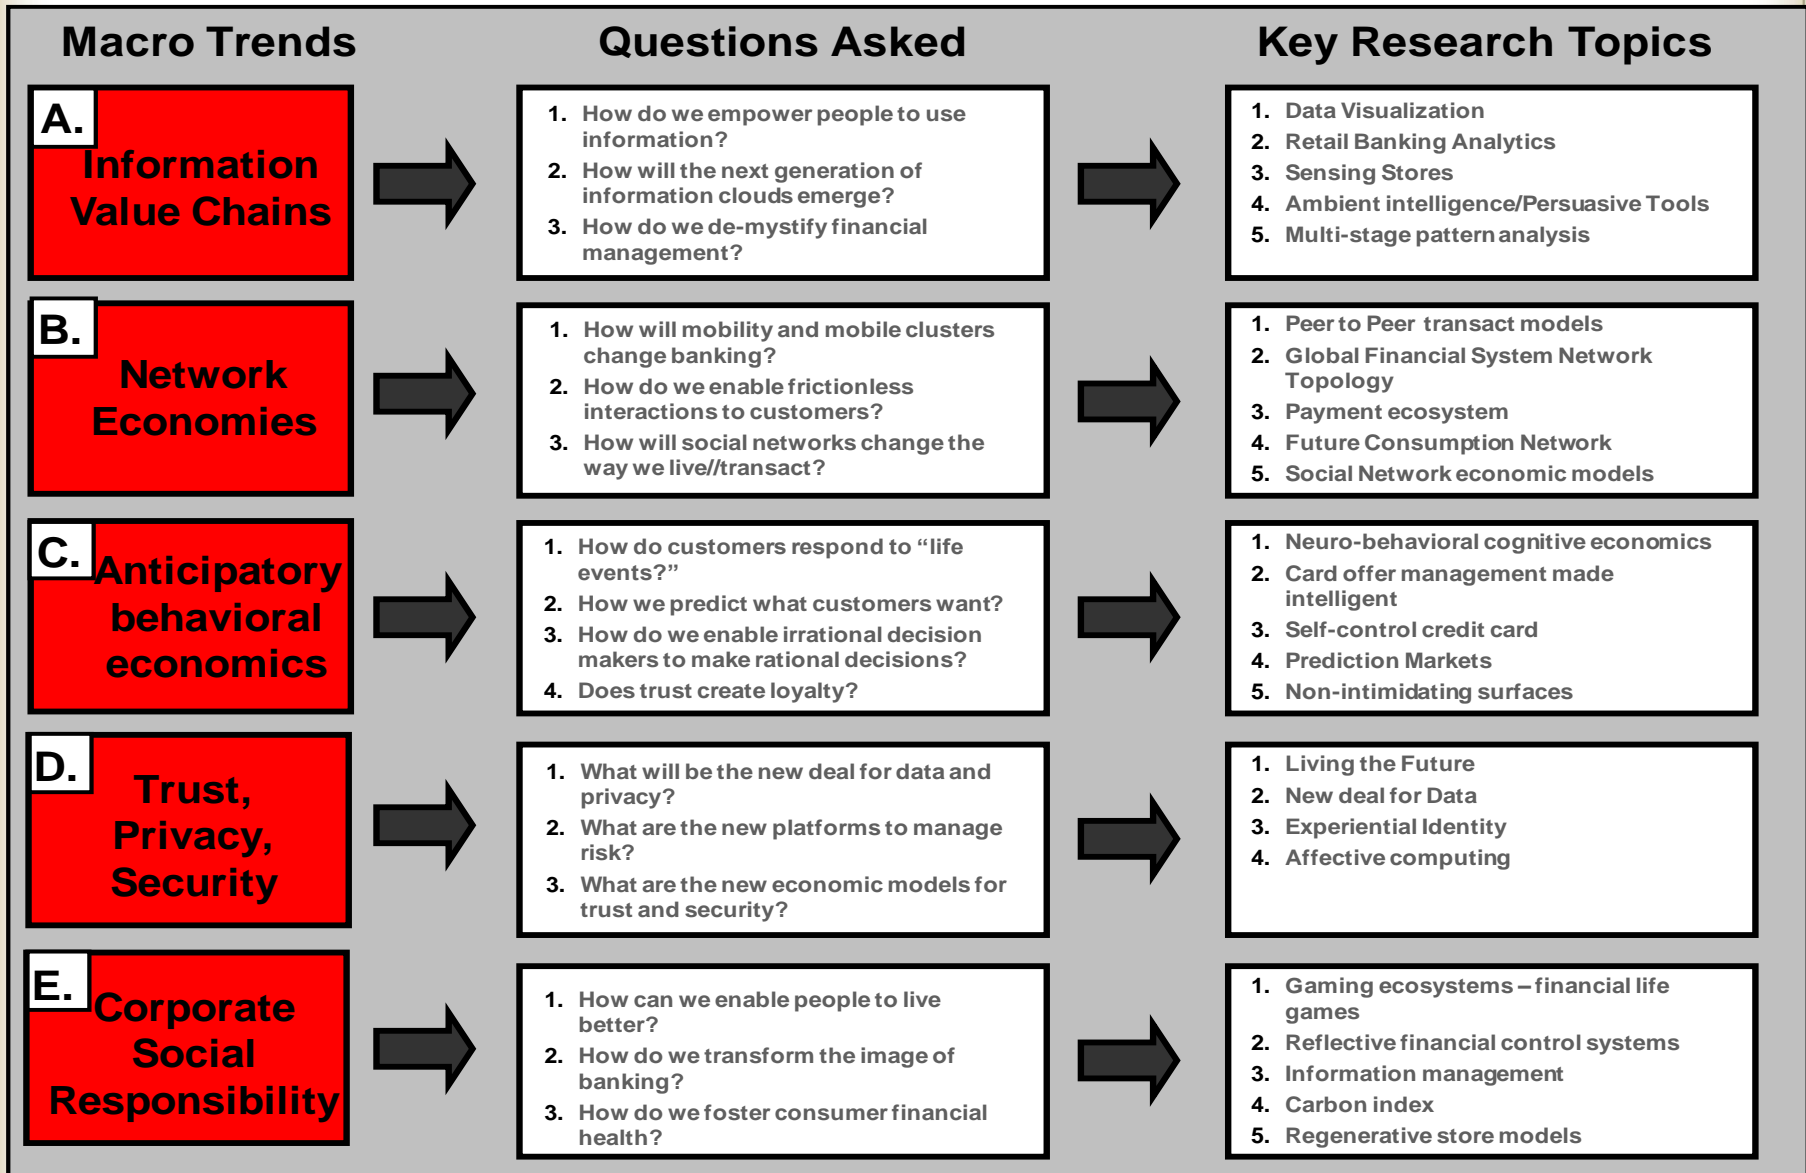 Macro Trends
Questions Asked
Key Research Topics
A.
Information
Value Chains
1. How do we empower people to use
information?
2. How will the next generation of
information clouds emerge?
3. How do we de-mystify financial
management?
1. Data Visualization
2. Retail Banking Analytics
3. Sensing Stores
4. Ambient intelligence/Persuasive Tools
5. Multi-stage pattern analysis
B.
Network
Economies
1. How will mobility and mobile clusters
change banking?
2. How do we enable frictionless
interactions to customers?
3. How will social networks change the
way we live//transact?
1. Peer to Peer transact models
2. Global Financial System Network
Topology
3. Payment ecosystem
4. Future Consumption Network
5. Social Network economic models
C.
Anticipatory
behavioral
economics
1. How do customers respond to “life
events?”
2. How we predict what customers want?
3. How do we enable irrational decision
makers to make rational decisions?
4. Does trust create loyalty?
1. Neuro-behavioral cognitive economics
2. Card offer management made
intelligent
3. Self-control credit card
4. Prediction Markets
5. Non-intimidating surfaces
D.
Trust,
Privacy,
Security
1. What will be the new deal for data and
privacy?
2. What are the new platforms to manage
risk?
3. What are the new economic models for
trust and security?
1. Living the Future
2. New deal for Data
3. Experiential Identity
4. Affective computing
E.
Corporate
Social
Responsibility
1. How can we enable people to live
better?
2. How do we transform the image of
banking?
3. How do we foster consumer financial
health?
1. Gaming ecosystems – financial life
games
2. Reflective financial control systems
3. Information management
4. Carbon index
5. Regenerative store models